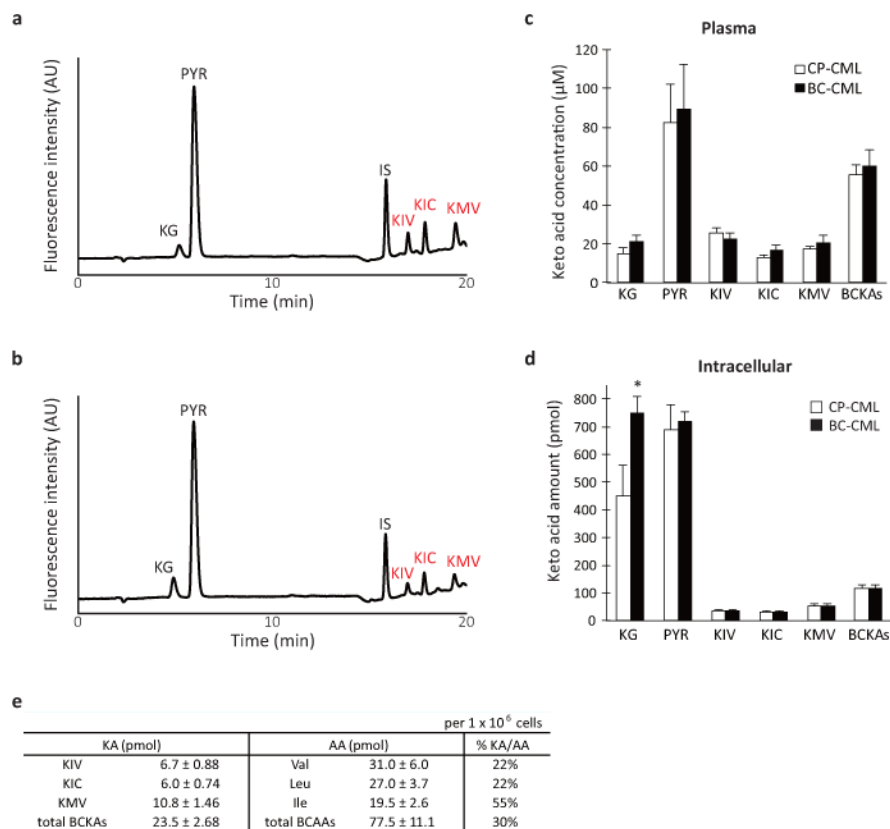 a
Fluorescence intensity (AU)
PYR
KG
IS
KIV
KIC
KMV
0
10
20
Time (min)
b
Fluorescence intensity (AU)
PYR
KG
IS
KIV
KIC
KMV
0
10
20
Time (min)
c
Plasma
Keto acid concentration (µM)
120
100
80
60
40
20
0
CP-CML
BC-CML
KG PYR KIV KIC KMV BCKAs
d
Intracellular
Keto acid amount (pmol)
800
700
600
500
400
300
200
100
0
*
CP-CML
BC-CML
KG PYR KIV KIC KMV BCKAs
e
per 1 x 10⁶ cells
KA (pmol) AA (pmol) % KA/AA
KIV 6.7 ± 0.88 Val 31.0 ± 6.0 22%
KIC 6.0 ± 0.74 Leu 27.0 ± 3.7 22%
KMV 10.8 ± 1.46 Ile 19.5 ± 2.6 55%
total BCKAs 23.5 ± 2.68 total BCAAs 77.5 ± 11.1 30%